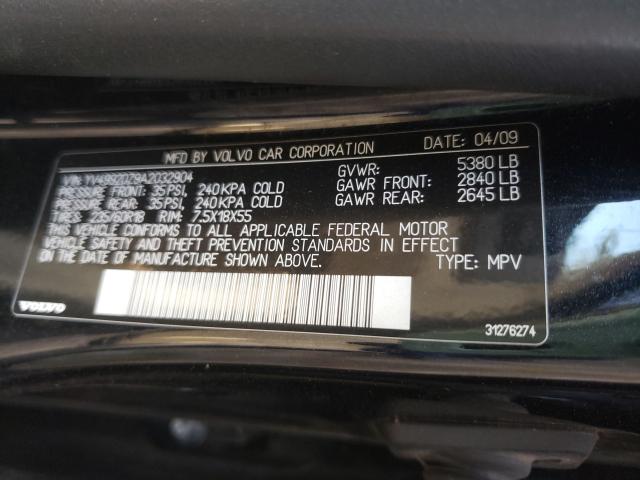 MFD BY VOLVO CAR CORPORATION DATE: 04/09
VIN YV4992DZ9A2032904 GVWR: 5380 LB
PRESSURE FRONT: 35 PSI, 240 KPA COLD GAWR FRONT: 2840 LB
PRESSURE REAR: 35 PSI, 240 KPA COLD GAWR REAR: 2645 LB
TIRES: 235/60R18 RIM: 7,5X18X55
THIS VEHICLE CONFORMS TO ALL APPLICABLE FEDERAL MOTOR
VEHICLE SAFETY AND THEFT PREVENTION STANDARDS IN EFFECT
ON THE DATE OF MANUFACTURE SHOWN ABOVE. TYPE: MPV
VOLVO
31276274